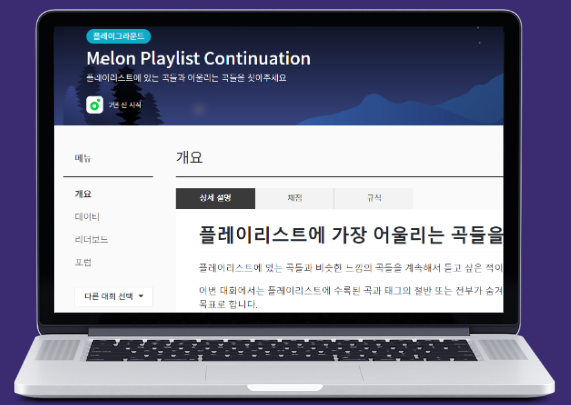 플레이그라운드
Melon Playlist Continuation
플레이리스트에 있는 곡들과 어울리는 곡들을 찾아주세요
2년 전 시작
메뉴
개요
데이터
리더보드
포럼
다른 대회 선택
개요
상세 설명 채점 규칙
플레이리스트에 가장 어울리는 곡들을
플레이리스트에 있는 곡들과 비슷한 느낌의 곡들을 계속해서 듣고 싶은 적이
이번 대회에서는 플레이리스트에 수록된 곡과 태그의 절반 또는 전부가 숨겨
목표로 합니다.